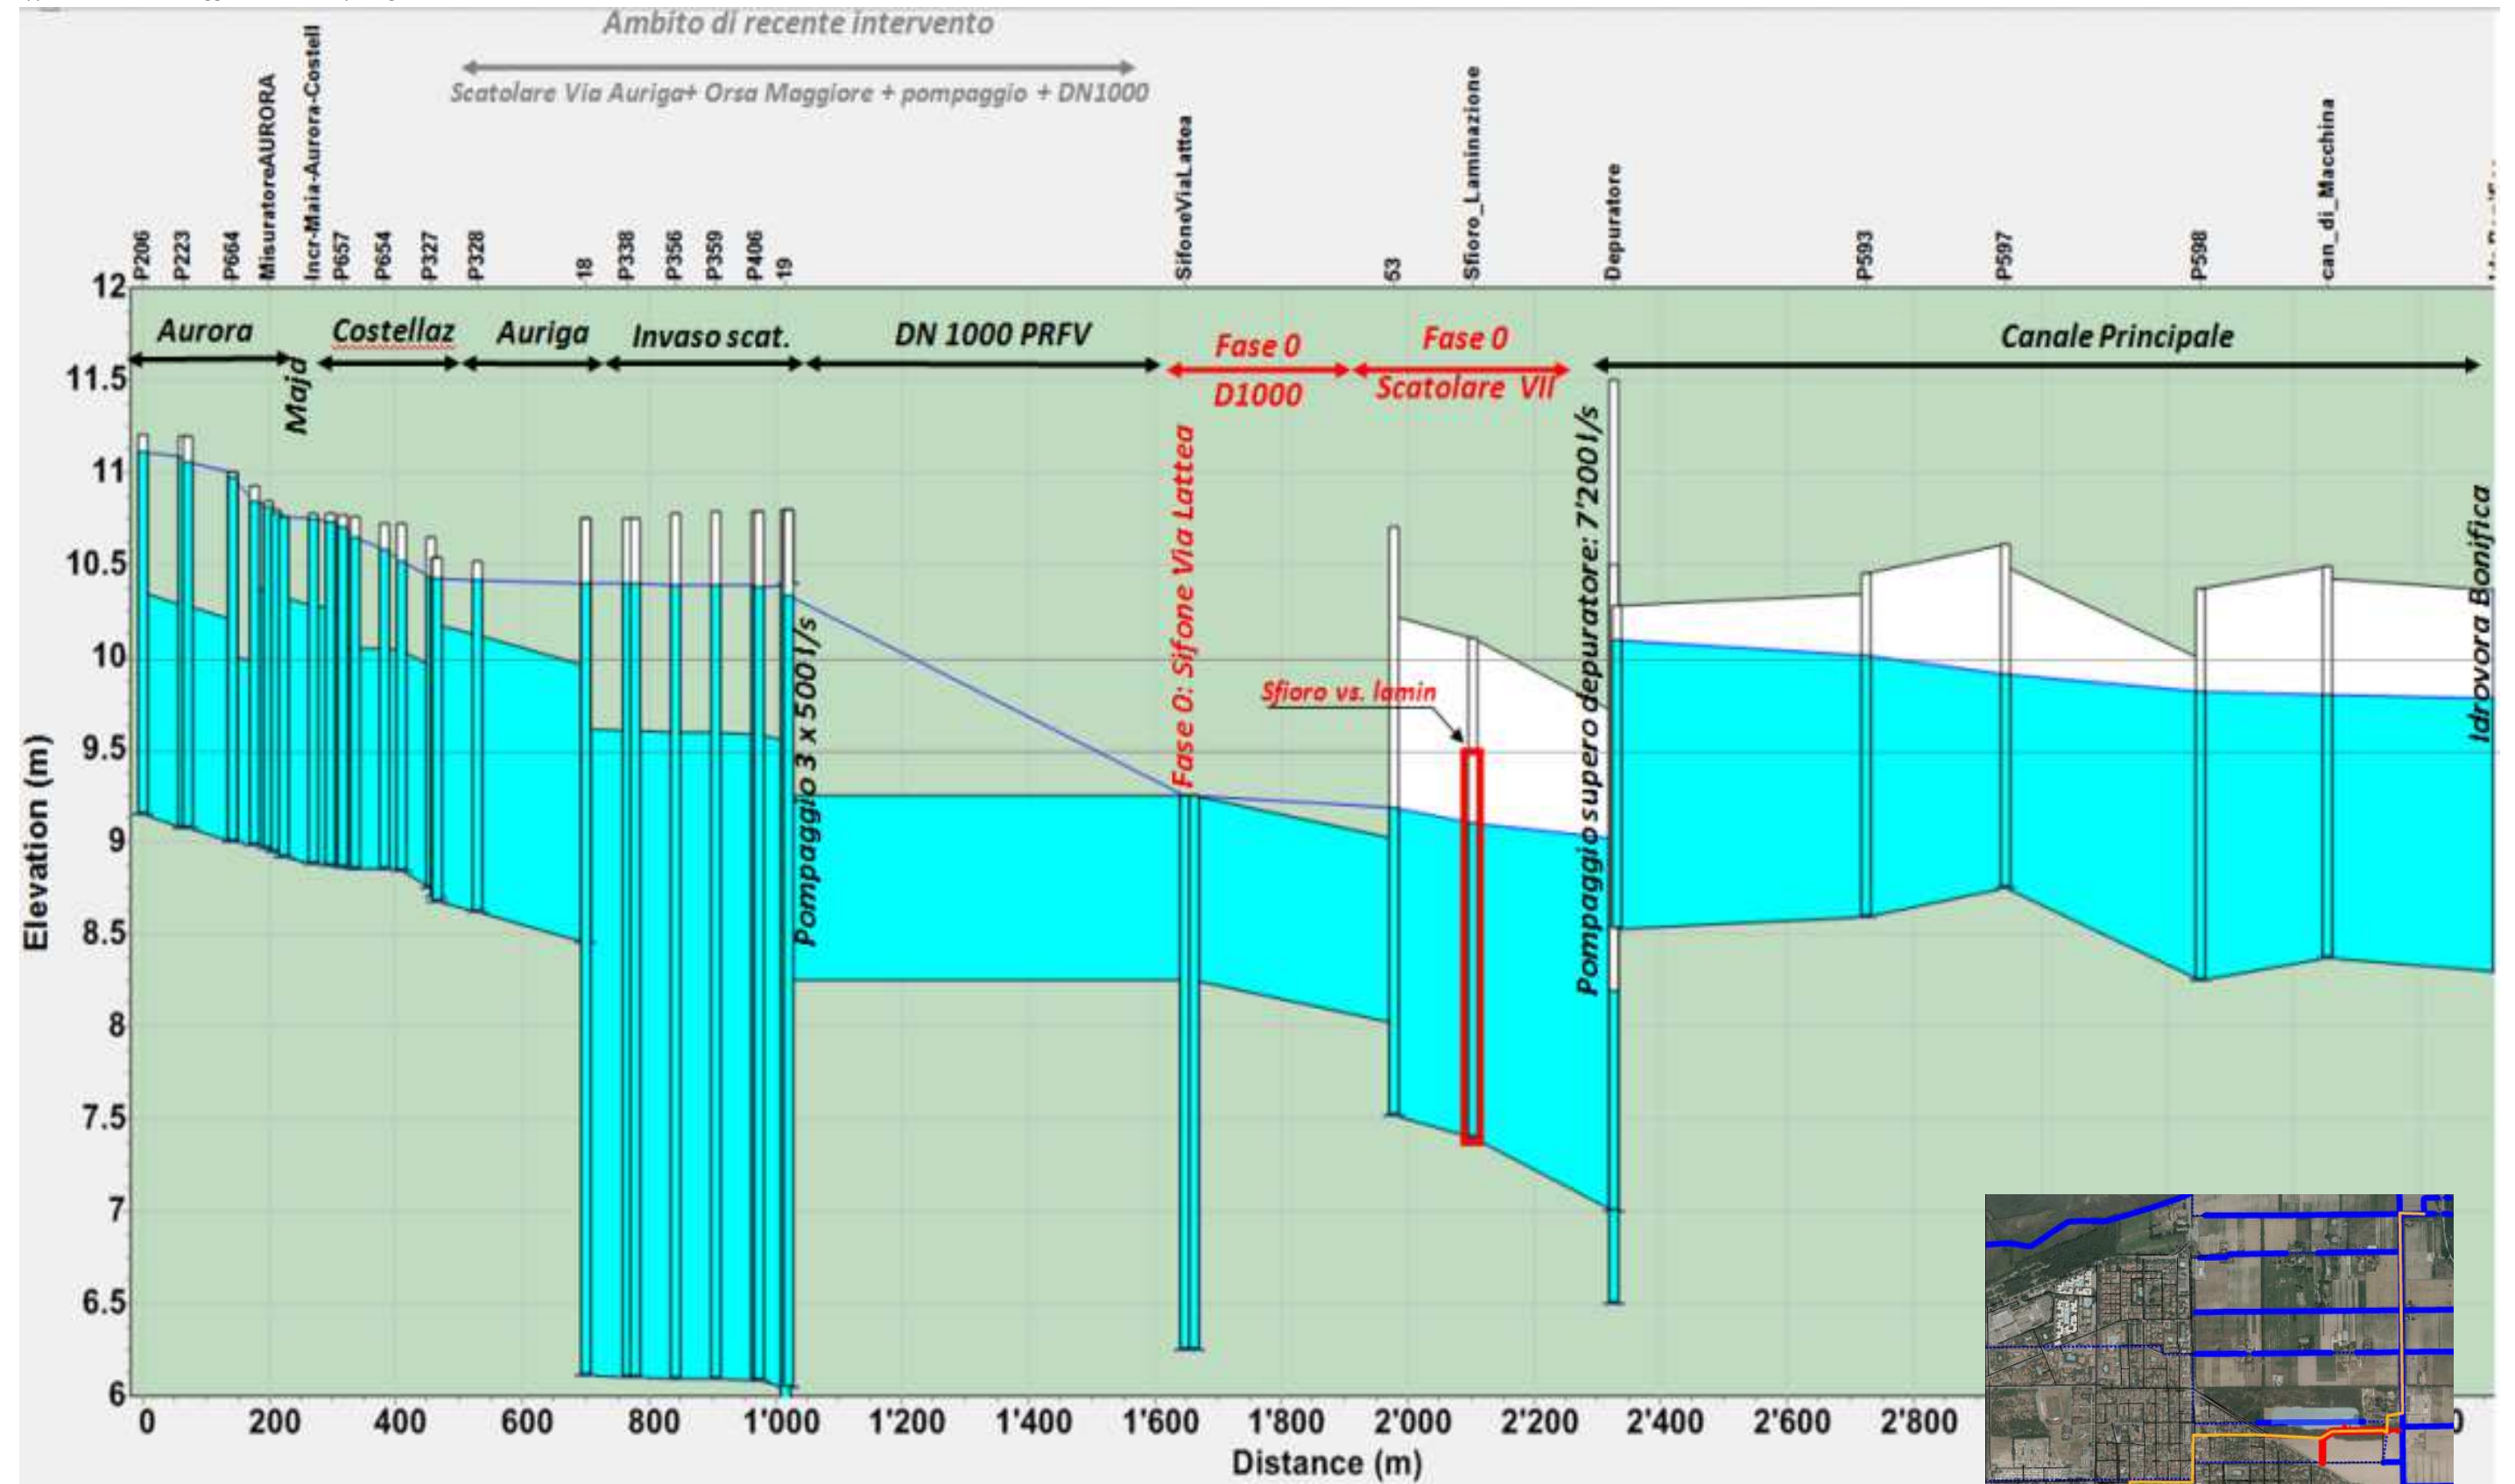 Ambito di recente intervento
Scatolare Via Auriga+ Orsa Maggiore + pompaggio + DN1000
P206
P223
P664
MisuratoreAURORA
Incr-Maia-Aurora-Costell
P657
P654
P327
P328
18
P338
P356
P359
P406
19
SifoneViaLattea
53
Sfioro_Laminazione
Depuratore
P593
P597
P598
can_di_Macchina
Aurora
Maja
Costellaz
Auriga
Invaso scat.
DN 1000 PRFV
Fase 0
D1000
Fase 0
Scatolare VII
Canale Principale
Pompaggio 3 x 500 l/s
Fase 0: Sifone Via Lattea
Sfioro vs. lamin
Pompaggio supero depuratore: 7'200 l/s
Idrovora Bonifica
Elevation (m)
12
11.5
11
10.5
10
9.5
9
8.5
8
7.5
7
6.5
6
0 200 400 600 800 1'000 1'200 1'400 1'600 1'800 2'000 2'200 2'400 2'600 2'800
Distance (m)